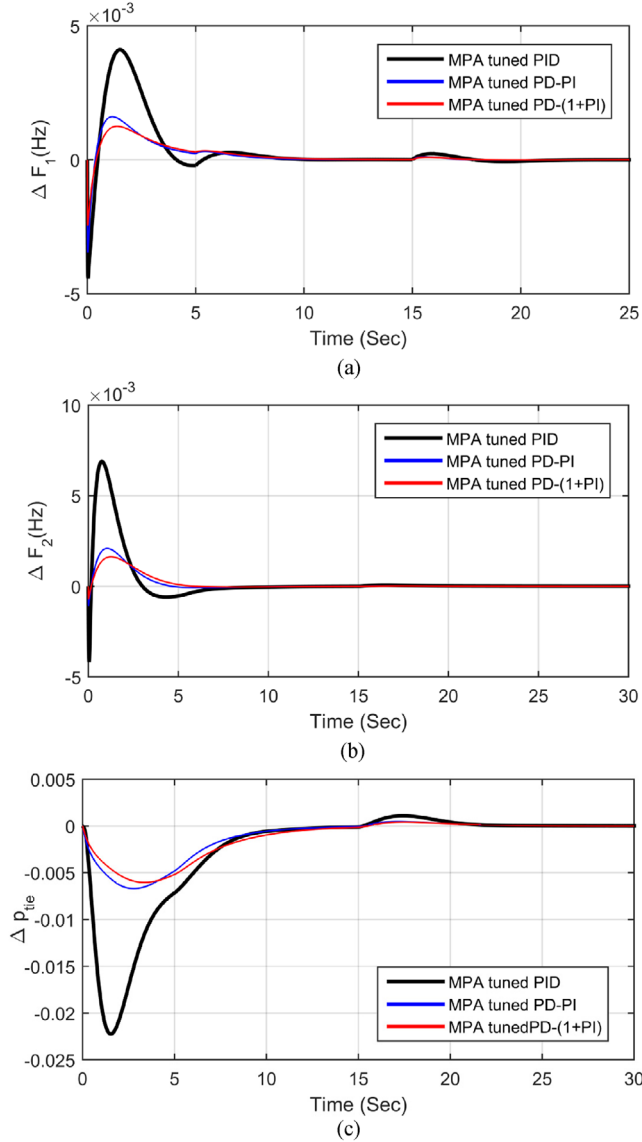 ×10⁻³
5
0
-5
Δ F₁(Hz)
MPA tuned PID
MPA tuned PD-PI
MPA tuned PD-(1+PI)
0 5 10 15 20 25
Time (Sec)
(a)
×10⁻³
10
5
0
-5
Δ F₂(Hz)
MPA tuned PID
MPA tuned PD-PI
MPA tuned PD-(1+PI)
0 5 10 15 20 25 30
Time (Sec)
(b)
0.005
0
-0.005
-0.01
-0.015
-0.02
-0.025
Δ pₜᵢₑ
MPA tuned PID
MPA tuned PD-PI
MPA tunedPD-(1+PI)
0 5 10 15 20 25 30
Time (Sec)
(c)